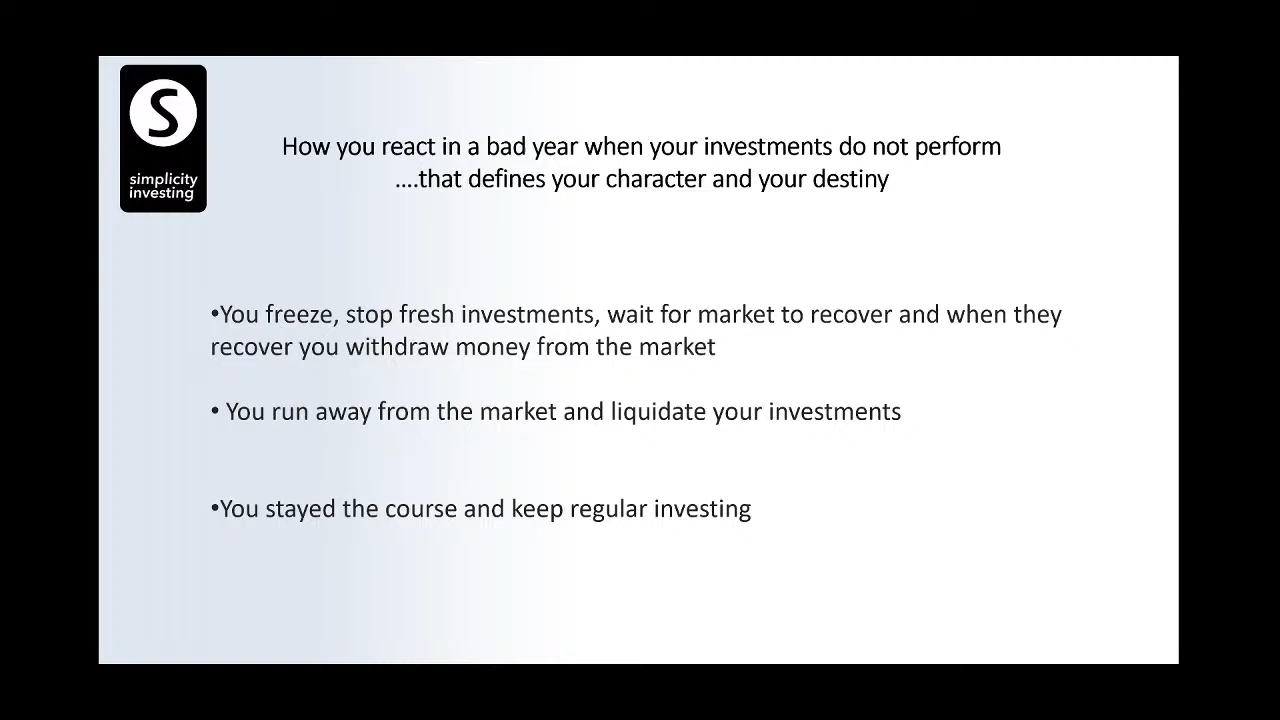 S
simplicity
investing
How you react in a bad year when your investments do not perform
....that defines your character and your destiny
•You freeze, stop fresh investments, wait for market to recover and when they
recover you withdraw money from the market
• You run away from the market and liquidate your investments
•You stayed the course and keep regular investing